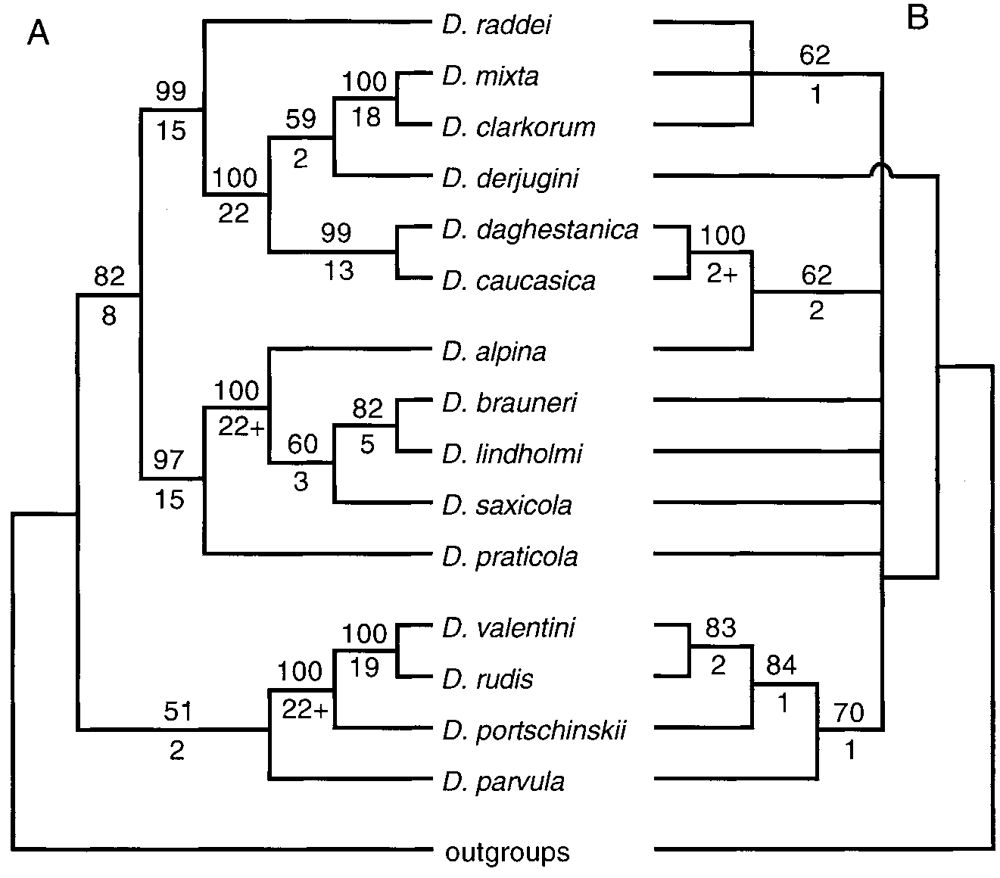 A
B
D. raddei
62
99
100
D. mixta
1
59
15
18
D. clarkorum
2
100
D. derjugini
22
99
D. daghestanica
100
13
2+
82
D. caucasica
62
8
2
D. alpina
100
82
D. brauneri
22+
60
5
97
D. lindholmi
3
15
D. saxicola
D. praticola
100
D. valentini
83
100
19
D. rudis
2
84
51
22+
1
70
D. portschinskii
2
1
D. parvula
outgroups